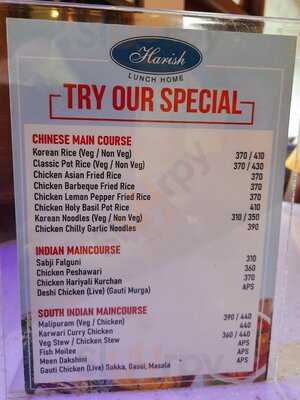 Harish
LUNCH HOME
TRY OUR SPECIAL
CHINESE MAIN COURSE
Korean Rice (Veg / Non Veg) 370 / 410
Classic Pot Rice (Veg / Non Veg) 370 / 430
Chicken Asian Fried Rice 370
Chicken Barbeque Fried Rice 370
Chicken Lemon Pepper Fried Rice 370
Chicken Holy Basil Pot Rice 410
Korean Noodles (Veg / Non Veg) 310 / 350
Chicken Chilly Garlic Noodles 390
INDIAN MAINCOURSE
Sabji Falguni 310
Chicken Peshawari 360
Chicken Hariyali Kurchan 370
Deshi Chicken (Live) (Gauti Murga) APS
SOUTH INDIAN MAINCOURSE
Malipuram (Veg / Chicken) 390 / 440
Karwari Curry Chicken 440
Veg Stew / Chicken Stew 360 / 440
Fish Moilee APS
Meen Dakshini APS
Gauti Chicken (Live) Sukka, Gassi, Masala APS